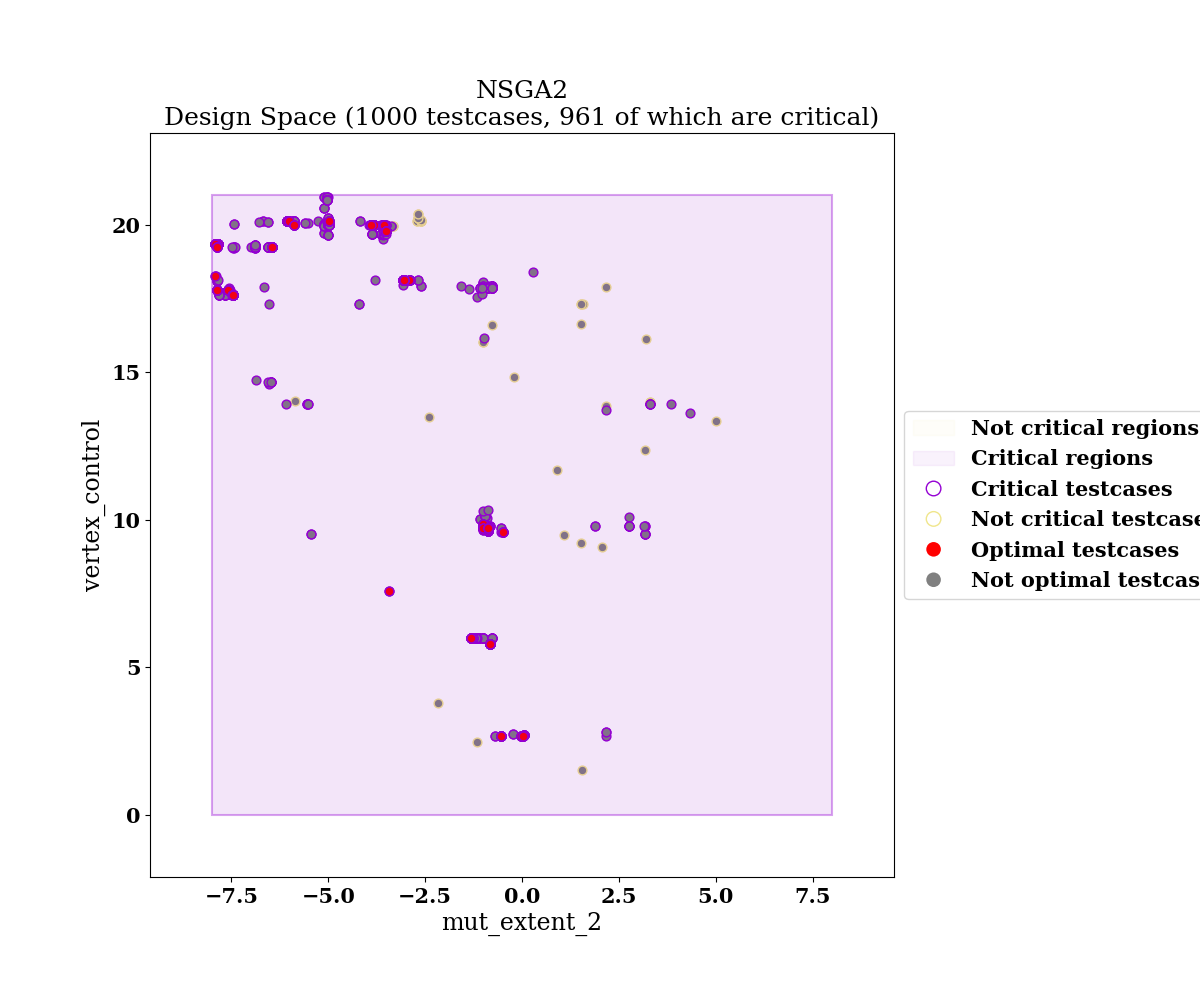 NSGA2
Design Space (1000 testcases, 961 of which are critical)
20
15
10
5
0
vertex_control
−7.5 −5.0 −2.5 0.0 2.5 5.0 7.5
mut_extent_2
Not critical regions
Critical regions
Critical testcases
Not critical testcase
Optimal testcases
Not optimal testcas